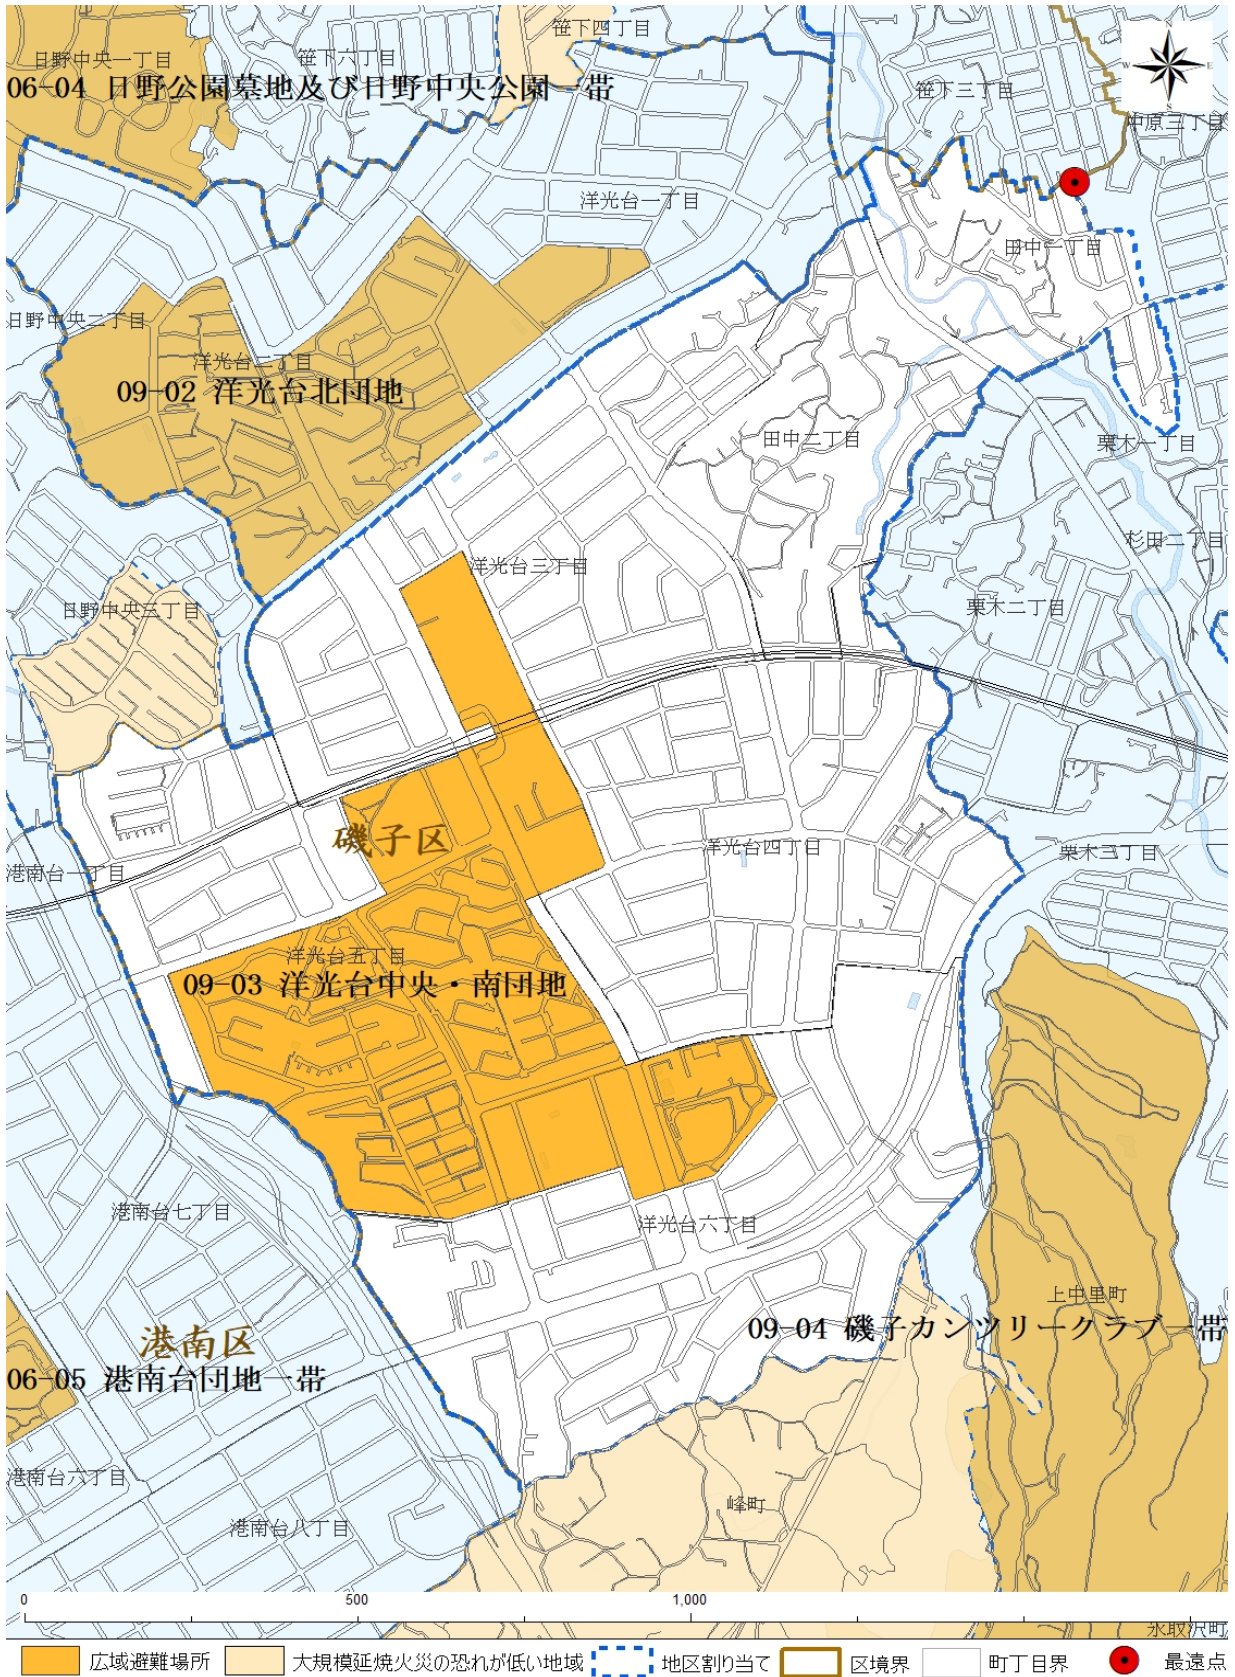 笹下四丁目
日野中央一丁目
笹下六丁目
N
W E
S
06-04 日野公園墓地及び日野中央公園一帯
笹下三丁目
中原三丁目
洋光台一丁目
田中一丁目
日野中央二丁目
洋光台二丁目
09-02 洋光台北団地
田中二丁目
栗木一丁目
杉田二丁目
洋光台三丁目
日野中央三丁目
栗木二丁目
磯子区
洋光台四丁目
栗木三丁目
港南台一丁目
洋光台五丁目
09-03 洋光台中央・南団地
港南台七丁目
洋光台六丁目
上中里町
09-04 磯子カンツリークラブ一帯
港南区
06-05 港南台団地一帯
港南台六丁目
峰町
港南台八丁目
0 500 1,000
氷取沢町
広域避難場所 大規模延焼火災の恐れが低い地域 地区割り当て 区境界 町丁目界 最遠点